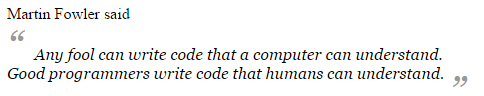 Martin Fowler said
“
Any fool can write code that a computer can understand.
Good programmers write code that humans can understand. ”